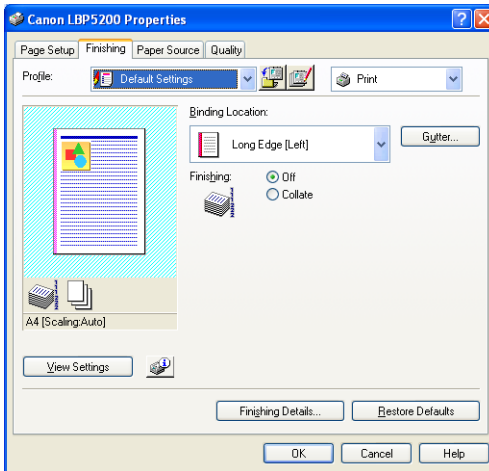 Canon LBP5200 Properties
Page Setup Finishing Paper Source Quality
Profile: Default Settings Print
Binding Location:
Long Edge [Left] Gutter...
Finishing: Off
Collate
A4 [Scaling:Auto]
View Settings
Finishing Details... Restore Defaults
OK Cancel Help